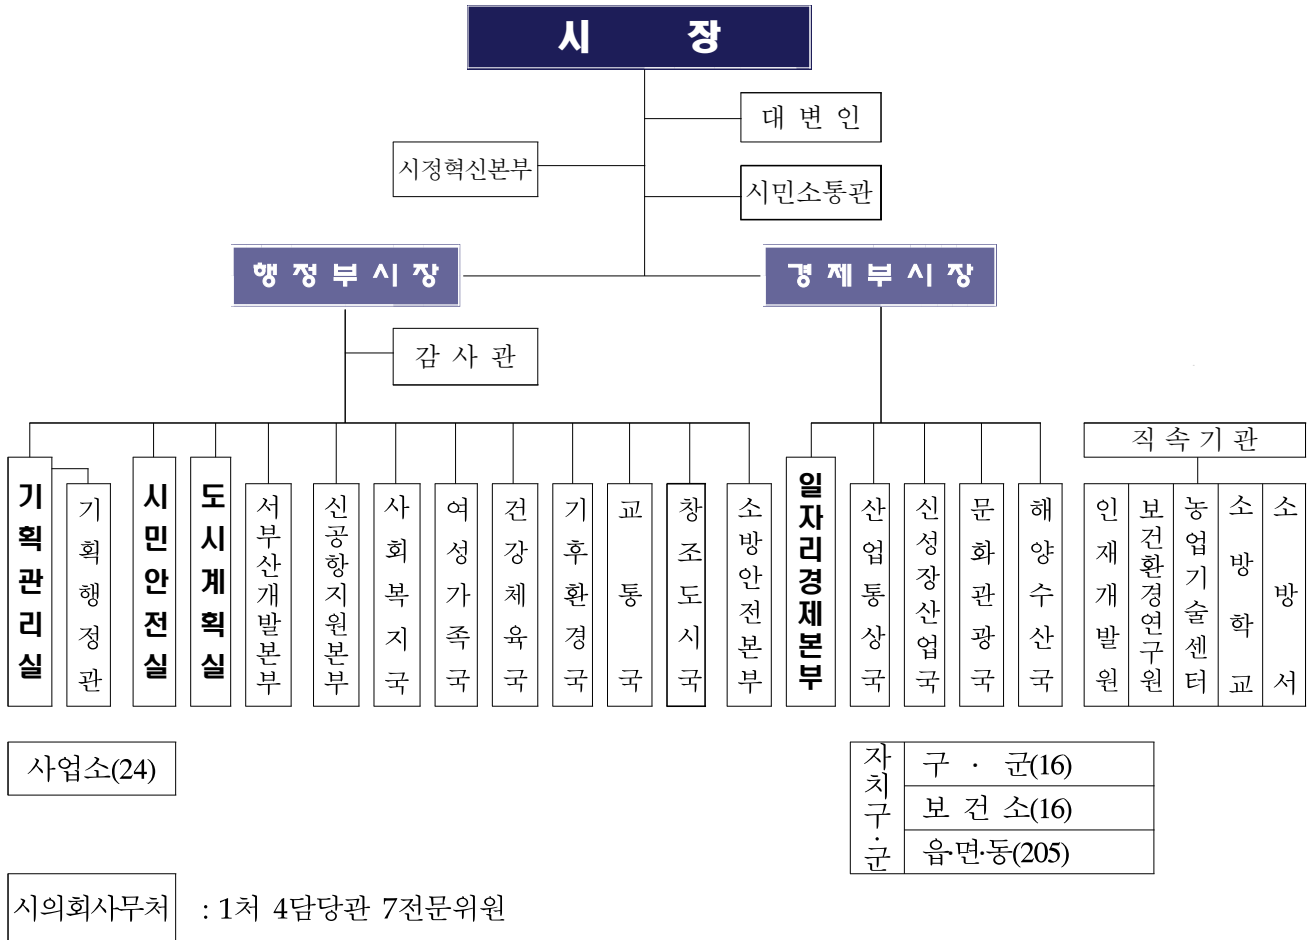 시 장
대 변 인
시정혁신본부
시민소통관
행정부시장
경제부시장
감 사 관
직속기관
기획관리실
기획행정관
시민안전실
도시계획실
서부산개발본부
신공항지원본부
사회복지국
여성가족국
건강체육국
기후환경국
교통국
창조도시국
소방안전본부
일자리경제본부
산업통상국
신성장산업국
문화관광국
해양수산국
인재개발원
보건환경연구원
농업기술센터
소방학교
소방서
사업소(24)
자치구·군
구 · 군(16)
보 건 소(16)
읍·면·동(205)
시의회사무처 : 1처 4담당관 7전문위원